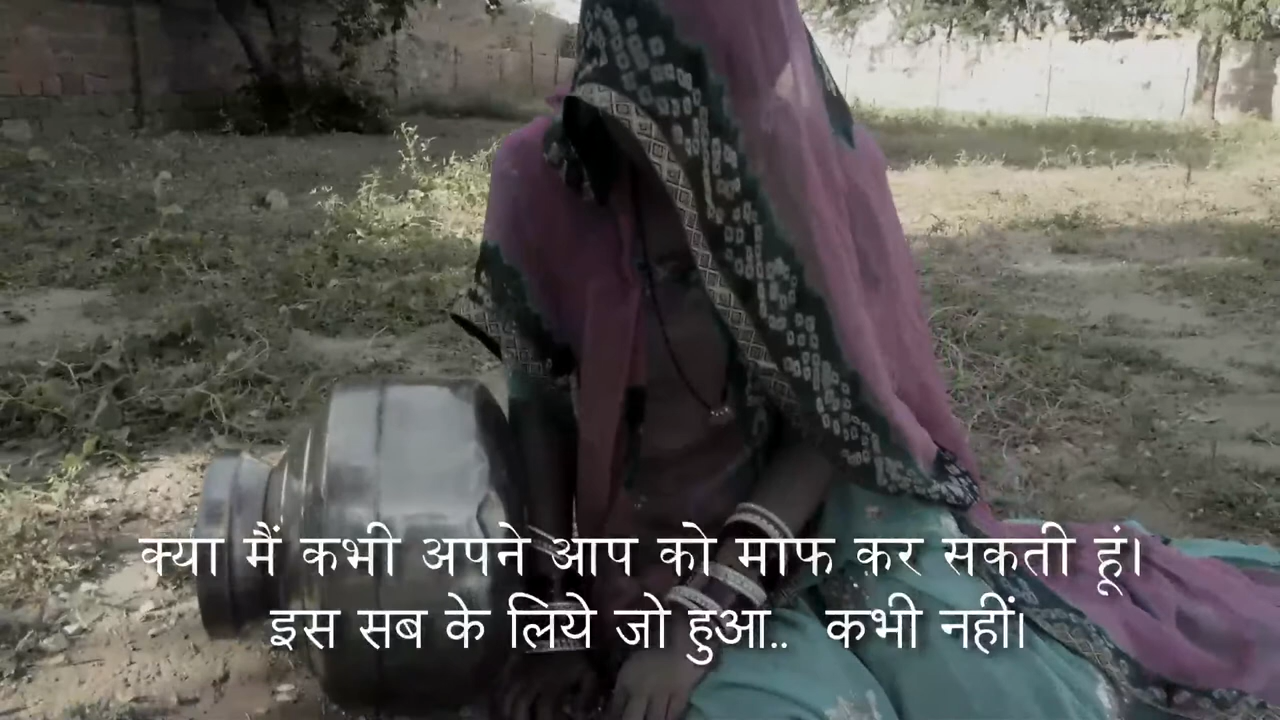 क्या मैं कभी अपने आप को माफ कर सकती हूं।
इस सब के लिये जो हुआ..  कभी नहीं।